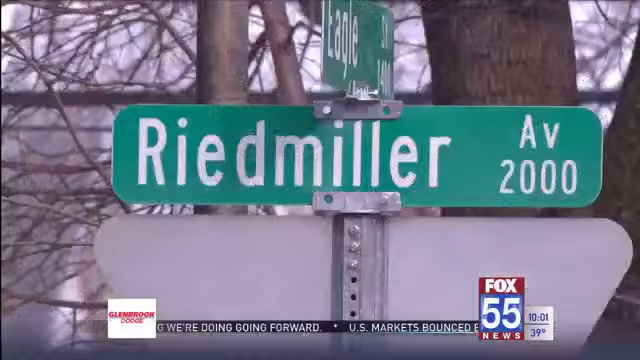 Eagle St
Riedmiller Av
2000
GLENBROOK
DODGE
G WE'RE DOING GOING FORWARD. • U.S. MARKETS BOUNCED
FOX
55
NEWS
10:01
39°